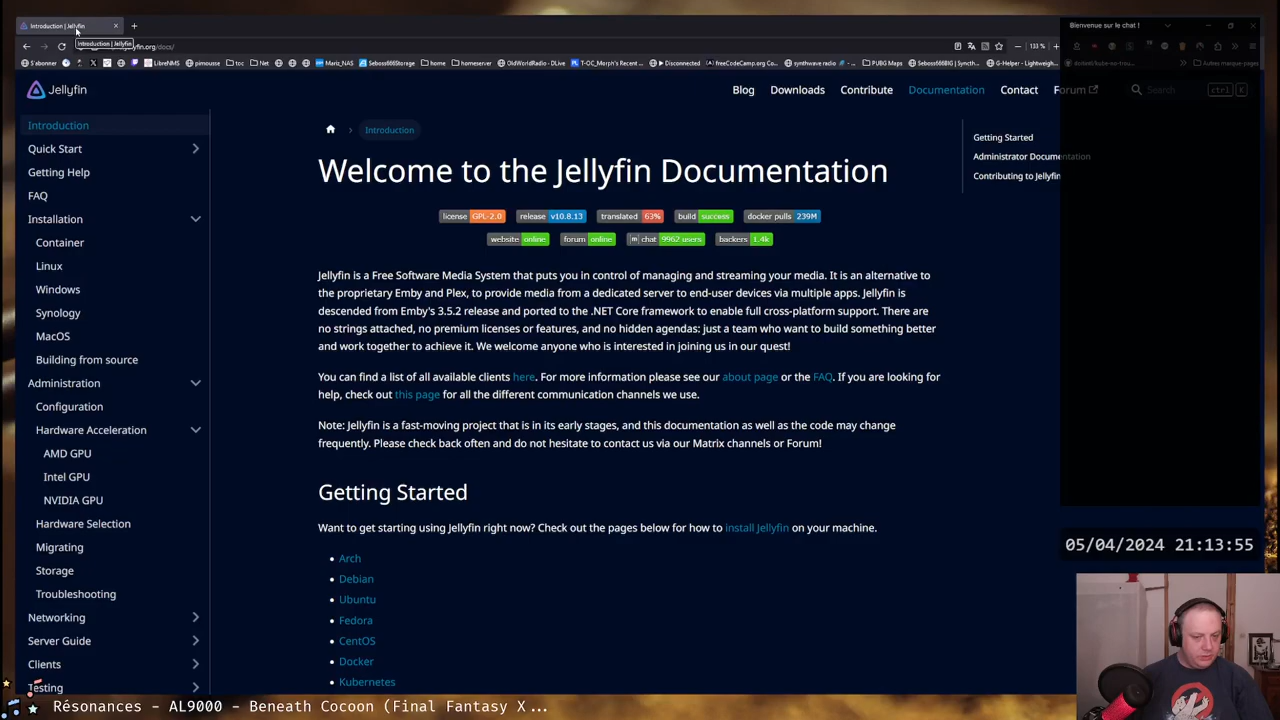 Introduction | Jellyfin
Introduction | Jellyfin
yfin.org/docs/
133 %
S'abonner
LibreNMS
pimouse
toc
Net
Mariz_NAS
Seboss666Storage
home
homeserver
OldWorldRadio - DLive
T-OC_Morph's Recent ...
Disconnected
freeCodeCamp.org Co...
synthwave radio
PUBG Maps
Seboss666|BIG| Synth...
G-Helper - Lightweigh...
Bienvenue sur le chat !
Autres marque-pages
Jellyfin
Blog
Downloads
Contribute
Documentation
Contact
Forum
Search
ctrl
K
Introduction
Quick Start
Getting Help
FAQ
Installation
Container
Linux
Windows
Synology
MacOS
Building from source
Administration
Configuration
Hardware Acceleration
AMD GPU
Intel GPU
NVIDIA GPU
Hardware Selection
Migrating
Storage
Troubleshooting
Networking
Server Guide
Clients
Testing
Introduction
Welcome to the Jellyfin Documentation
license GPL-2.0 release v10.8.13 translated 63% build success docker pulls 239M
website online forum online chat 9962 users backers 1.4k
Jellyfin is a Free Software Media System that puts you in control of managing and streaming your media. It is an alternative to
the proprietary Emby and Plex, to provide media from a dedicated server to end-user devices via multiple apps. Jellyfin is
descended from Emby's 3.5.2 release and ported to the .NET Core framework to enable full cross-platform support. There are
no strings attached, no premium licenses or features, and no hidden agendas: just a team who want to build something better
and work together to achieve it. We welcome anyone who is interested in joining us in our quest!
You can find a list of all available clients here. For more information please see our about page or the FAQ. If you are looking for
help, check out this page for all the different communication channels we use.
Note: Jellyfin is a fast-moving project that is in its early stages, and this documentation as well as the code may change
frequently. Please check back often and do not hesitate to contact us via our Matrix channels or Forum!
Getting Started
Want to get starting using Jellyfin right now? Check out the pages below for how to install Jellyfin on your machine.
Arch
Debian
Ubuntu
Fedora
CentOS
Docker
Kubernetes
Getting Started
Administrator Documentation
Contributing to Jellyfin
05/04/2024 21:13:55
Résonances - AL9000 - Beneath Cocoon (Final Fantasy X...